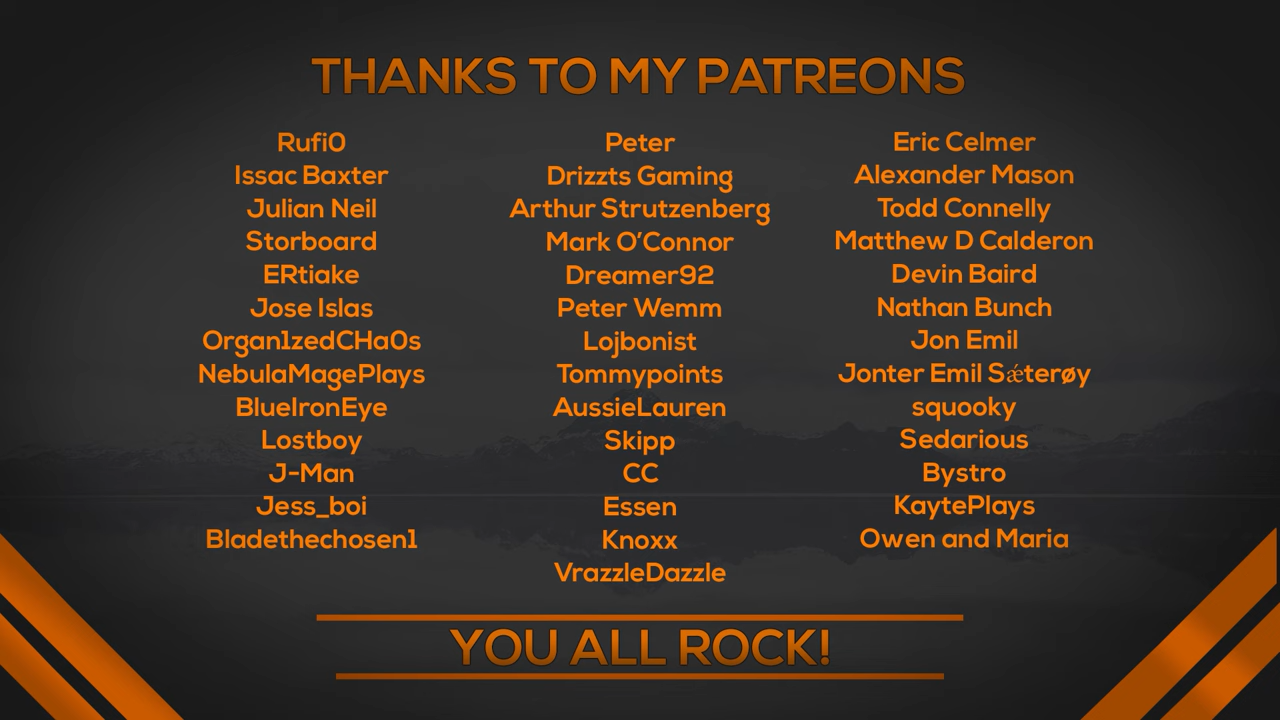 THANKS TO MY PATREONS
Rufi0
Issac Baxter
Julian Neil
Storboard
ERtiake
Jose Islas
Organ1zedCHa0s
NebulaMagePlays
BlueIronEye
Lostboy
J-Man
Jess_boi
Bladethechosen1
Peter
Drizzts Gaming
Arthur Strutzenberg
Mark O’Connor
Dreamer92
Peter Wemm
Lojbonist
Tommypoints
AussieLauren
Skipp
CC
Essen
Knoxx
VrazzleDazzle
Eric Celmer
Alexander Mason
Todd Connelly
Matthew D Calderon
Devin Baird
Nathan Bunch
Jon Emil
Jonter Emil Sǽterøy
squooky
Sedarious
Bystro
KaytePlays
Owen and Maria
YOU ALL ROCK!